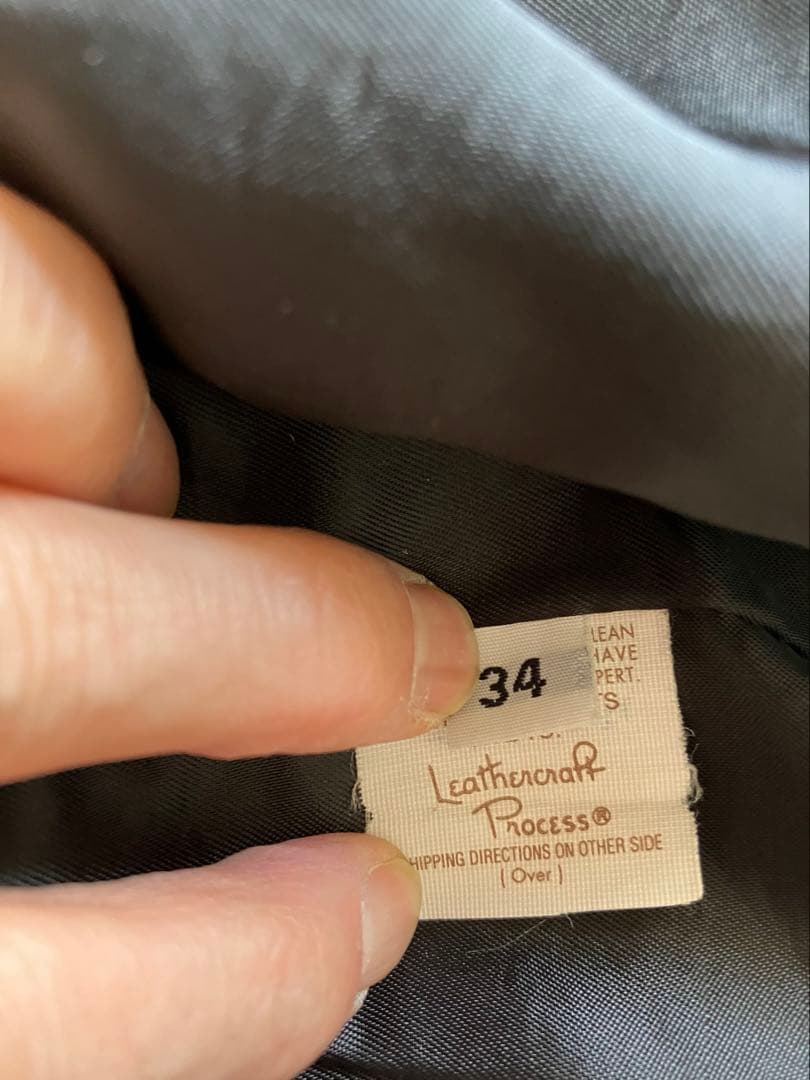 34
LEAN
HAVE
PERT.
'S
Leathercraft
Process®
HIPPING DIRECTIONS ON OTHER SIDE
( Over )